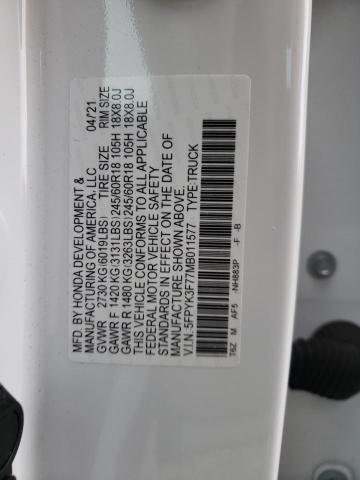 MFD BY HONDA DEVELOPMENT &
MANUFACTURING OF AMERICA, LLC 04/21
GVWR 2730 KG(6019LBS) TIRE SIZE RIM SIZE
GAWR F 1420 KG(3131LBS)245/60R18 105H 18X8.0J
GAWR R 1480 KG(3263LBS)245/60R18 105H 18X8.0J
THIS VEHICLE CONFORMS TO ALL APPLICABLE
FEDERAL MOTOR VEHICLE SAFETY
STANDARDS IN EFFECT ON THE DATE OF
MANUFACTURE SHOWN ABOVE.
V.I.N.:5FPYK3F77MB011577 TYPE:TRUCK
T6Z M AF5 -NH883P -F -B